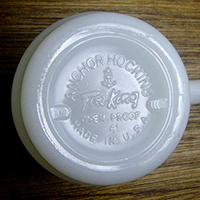 ANCHOR HOCKING
Fire-King
OVEN PROOF
MADE IN U.S.A.